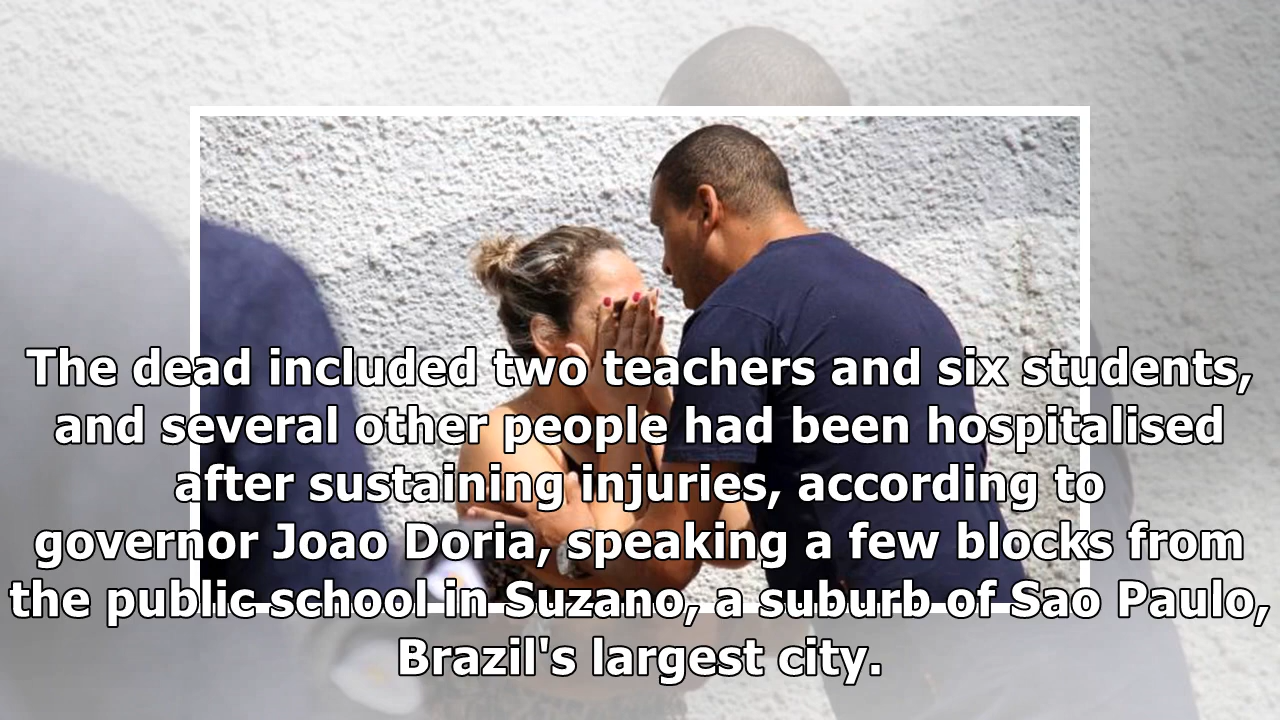 The dead included two teachers and six students,
and several other people had been hospitalised
after sustaining injuries, according to
governor Joao Doria, speaking a few blocks from
the public school in Suzano, a suburb of Sao Paulo,
Brazil's largest city.